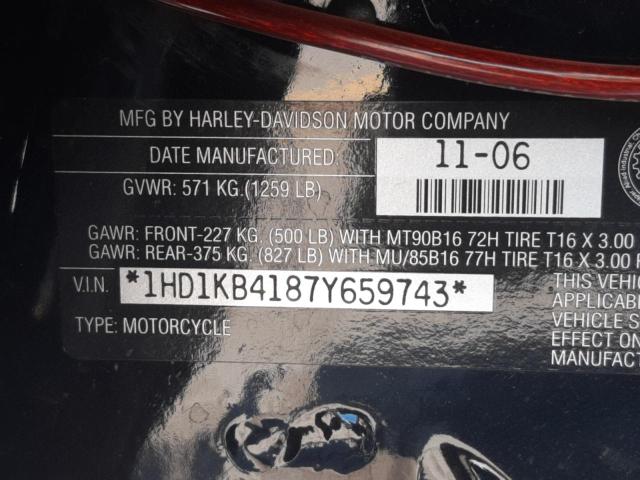 MFG BY HARLEY-DAVIDSON MOTOR COMPANY
DATE MANUFACTURED: 11-06
GVWR: 571 KG.(1259 LB)
GAWR: FRONT-227 KG. (500 LB) WITH MT90B16 72H TIRE T16 X 3.00
GAWR: REAR-375 KG. (827 LB) WITH MU/85B16 77H TIRE T16 X 3.00
V.I.N. *1HD1KB4187Y659743*
THIS VEHIC
APPLICABL
TYPE: MOTORCYCLE
VEHICLE S
EFFECT ON
MANUFACT